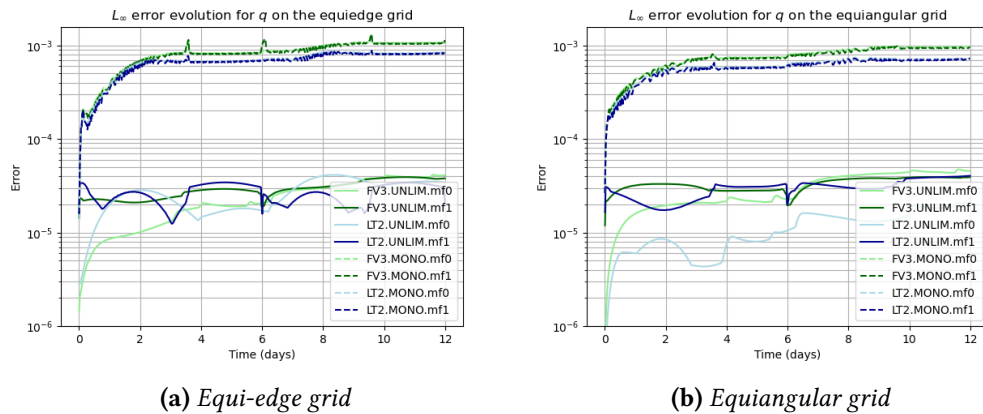 L∞ error evolution for q on the equiedge grid
10⁻³
10⁻⁴
10⁻⁵
10⁻⁶
Error
0 2 4 6 8 10 12
Time (days)
FV3.UNLIM.mf0
FV3.UNLIM.mf1
LT2.UNLIM.mf0
LT2.UNLIM.mf1
FV3.MONO.mf0
FV3.MONO.mf1
LT2.MONO.mf0
LT2.MONO.mf1
(a) Equi-edge grid
L∞ error evolution for q on the equiangular grid
10⁻³
10⁻⁴
10⁻⁵
10⁻⁶
Error
0 2 4 6 8 10 12
Time (days)
FV3.UNLIM.mf0
FV3.UNLIM.mf1
LT2.UNLIM.mf0
LT2.UNLIM.mf1
FV3.MONO.mf0
FV3.MONO.mf1
LT2.MONO.mf0
LT2.MONO.mf1
(b) Equiangular grid